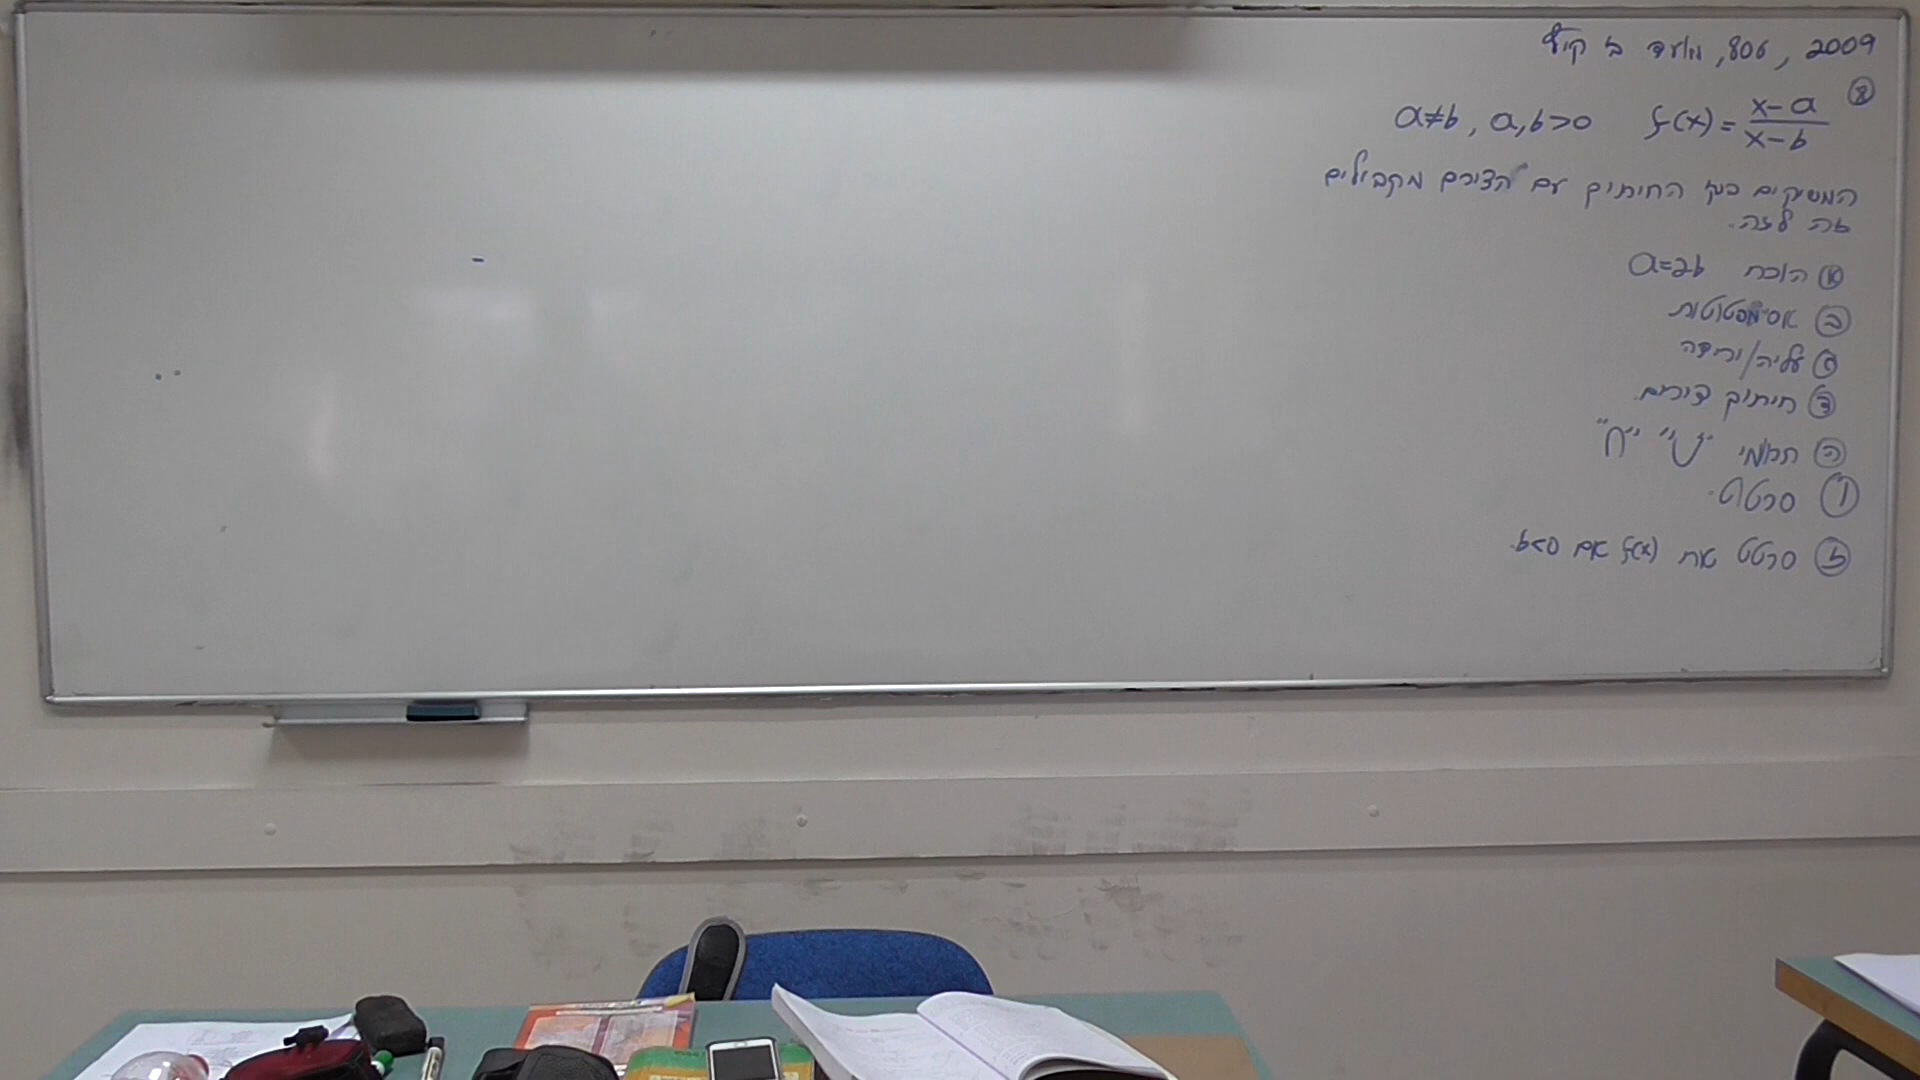 2009, 806, מועד ב קיץ
⑧ f(x) = x-a / x-b   a,b>0 , a≠b
המשיקים בנק' החיתוך עם הצירים מקבילים
זה לזה.
א הוכח a=2b
ב אסימפטוטות
ג עליה/ירידה
ד חיתוך צירים.
ה תחומי "∪" "∩"
ו סרטט.
ז סרטט את f(x) אם b<0.